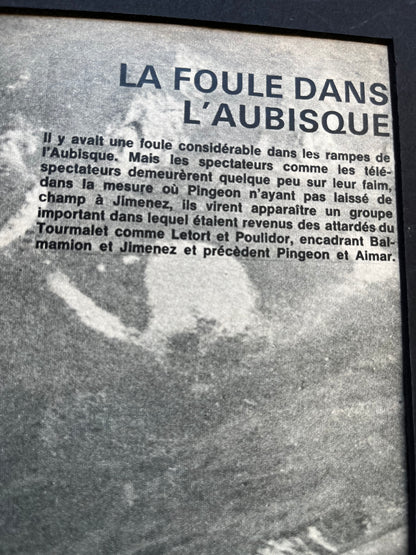 LA FOULE DANS
L'AUBISQUE
Il y avait une foule considérable dans les rampes de
l'Aubisque. Mais les spectateurs comme les télé-
spectateurs demeurèrent quelque peu sur leur faim,
dans la mesure où Pingeon n'ayant pas laissé de
champ à Jimenez, ils virent apparaître un groupe
important dans lequel étaient revenus des attardés du
Tourmalet comme Letort et Poulidor, encadrant Bal-
mamion et Jimenez et précèdent Pingeon et Aimar.